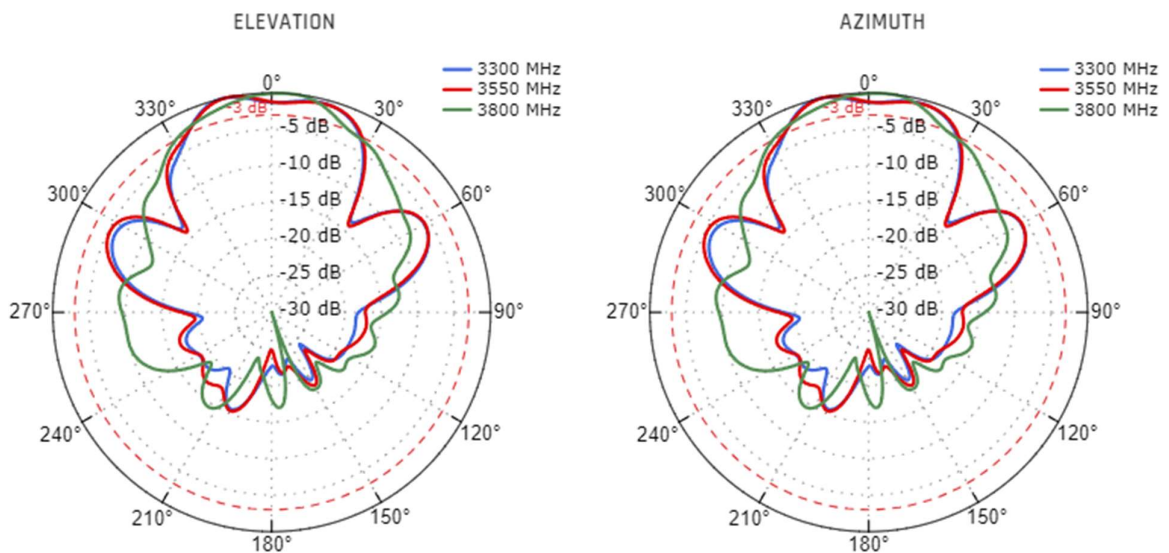 ELEVATION
3300 MHz
3550 MHz
3800 MHz
0°
330°
30°
-3 dB
-5 dB
-10 dB
300°
60°
-15 dB
-20 dB
-25 dB
270°
-30 dB
90°
240°
120°
210°
150°
180°
AZIMUTH
3300 MHz
3550 MHz
3800 MHz
0°
330°
30°
-3 dB
-5 dB
-10 dB
300°
60°
-15 dB
-20 dB
-25 dB
270°
-30 dB
90°
240°
120°
210°
150°
180°